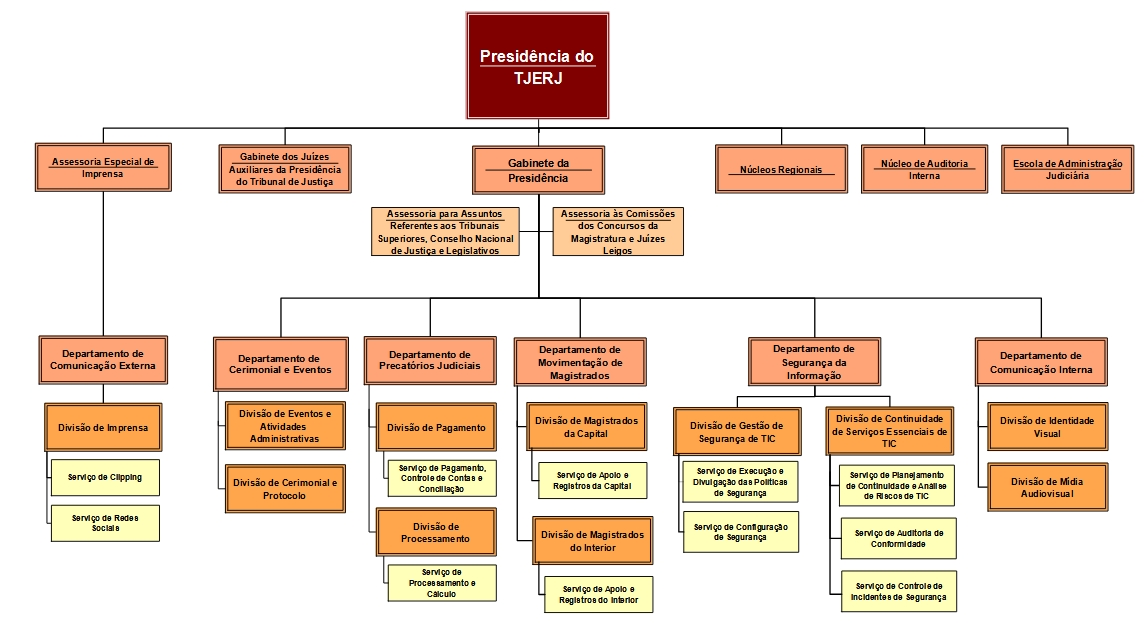 Presidência do
TJERJ
Assessoria Especial de
Imprensa
Gabinete dos Juízes
Auxiliares da Presidência
do Tribunal de Justiça
Gabinete da
Presidência
Núcleos Regionais
Núcleo de Auditoria
Interna
Escola de Administração
Judiciária
Assessoria para Assuntos
Referentes aos Tribunais
Superiores, Conselho Nacional
de Justiça e Legislativos
Assessoria às Comissões
dos Concursos da
Magistratura e Juízes
Leigos
Departamento de
Comunicação Externa
Departamento de
Cerimonial e Eventos
Departamento de
Precatórios Judiciais
Departamento de
Movimentação de
Magistrados
Departamento de
Segurança da
Informação
Departamento de
Comunicação Interna
Divisão de Imprensa
Serviço de Clipping
Serviço de Redes
Sociais
Divisão de Eventos e
Atividades
Administrativas
Divisão de Cerimonial e
Protocolo
Divisão de Pagamento
Serviço de Pagamento,
Controle de Contas e
Conciliação
Divisão de
Processamento
Serviço de
Processamento e
Cálculo
Divisão de Magistrados
da Capital
Serviço de Apoio e
Registros da Capital
Divisão de Magistrados
do Interior
Serviço de Apoio e
Registros do Interior
Divisão de Gestão de
Segurança de TIC
Serviço de Execução e
Divulgação das Políticas
de Segurança
Serviço de Configuração
de Segurança
Divisão de Continuidade
de Serviços Essenciais de
TIC
Serviço de Planejamento
de Continuidade e Análise
de Riscos de TIC
Serviço de Auditoria de
Conformidade
Serviço de Controle de
Incidentes de Segurança
Divisão de Identidade
Visual
Divisão de Mídia
Audiovisual